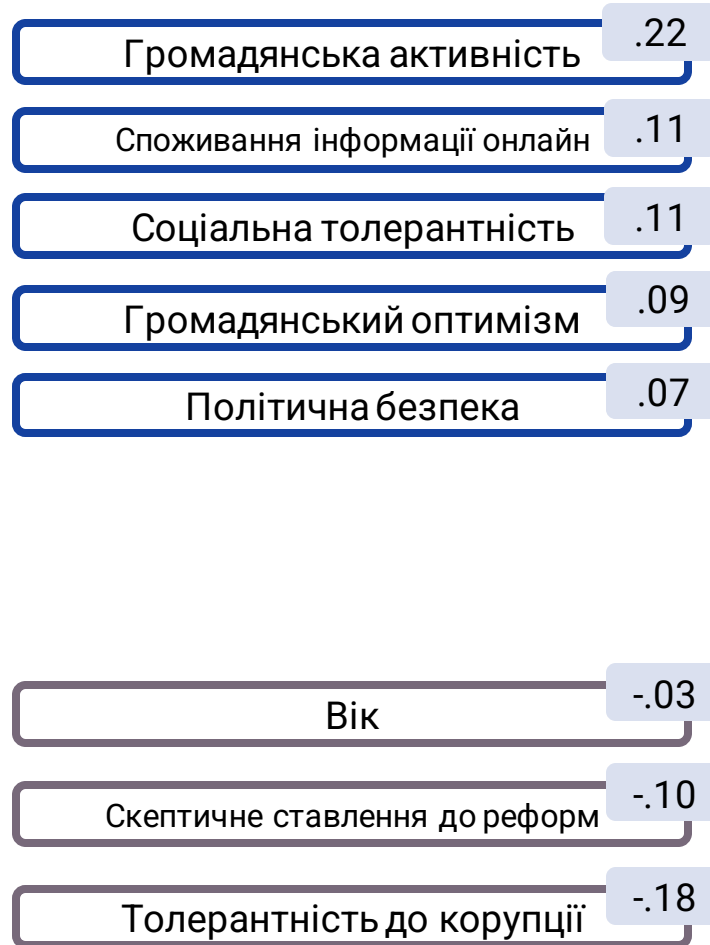 .22
Громадянська активність
.11
Споживання інформації онлайн
.11
Соціальна толерантність
.09
Громадянський оптимізм
.07
Політична безпека
-.03
Вік
-.10
Скептичне ставлення до реформ
-.18
Толерантність до корупції